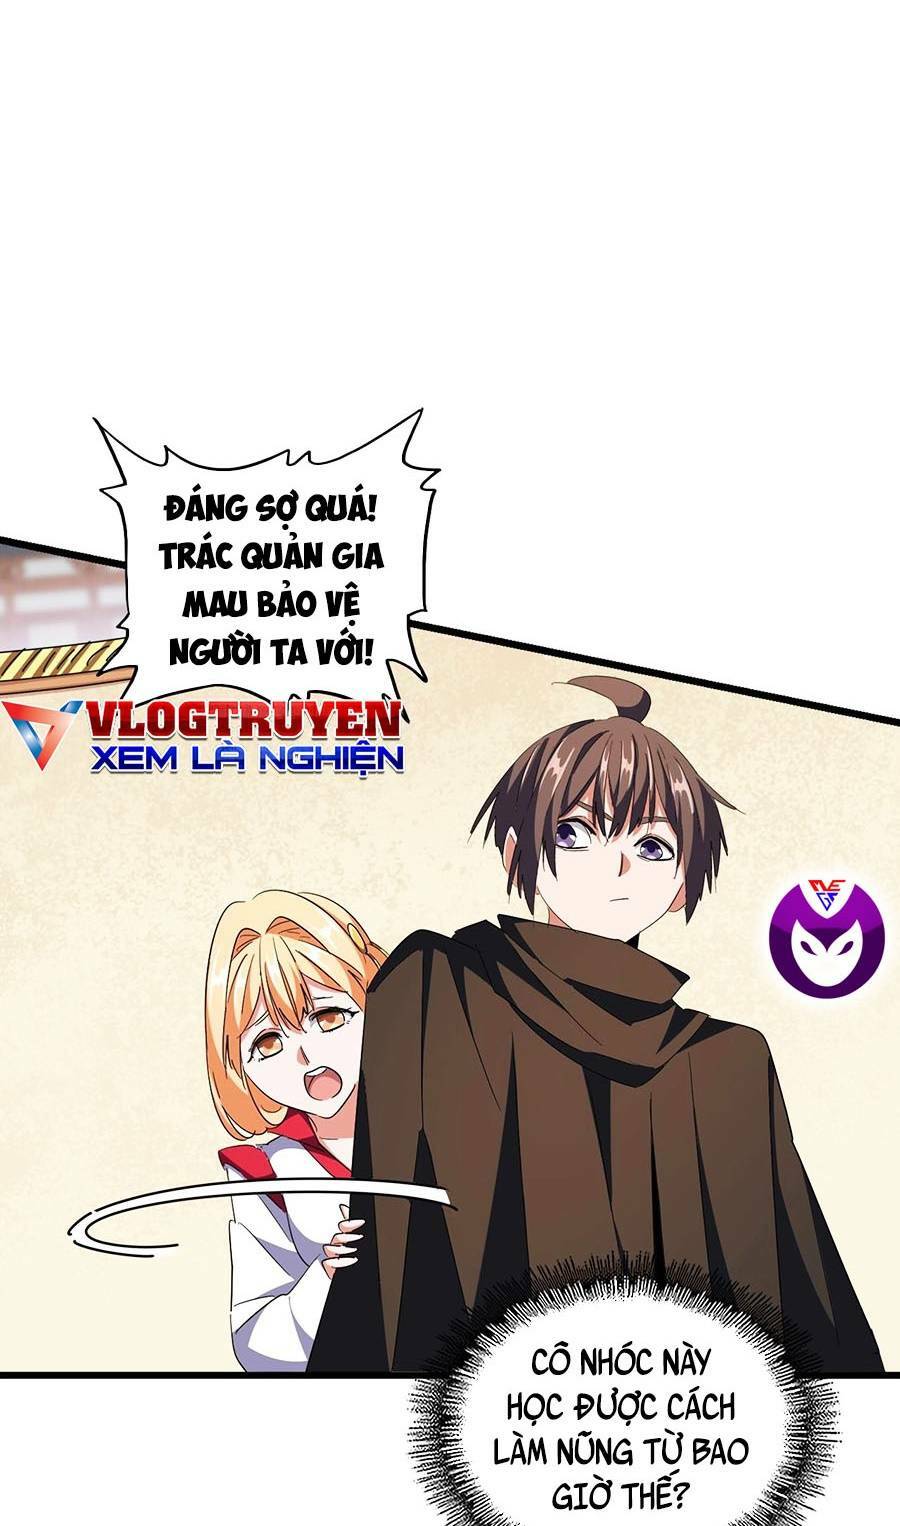 ĐÁNG SỢ QUÁ!
TRÁC QUẢN GIA
MAU BẢO VỆ
NGƯỜI TA VỚI!
VLOGTRUYEN
XEM LÀ NGHIỆN
CÔ NHÓC NÀY
HỌC ĐƯỢC CÁCH
LÀM NŨNG TỪ BAO
GIỜ THẾ?